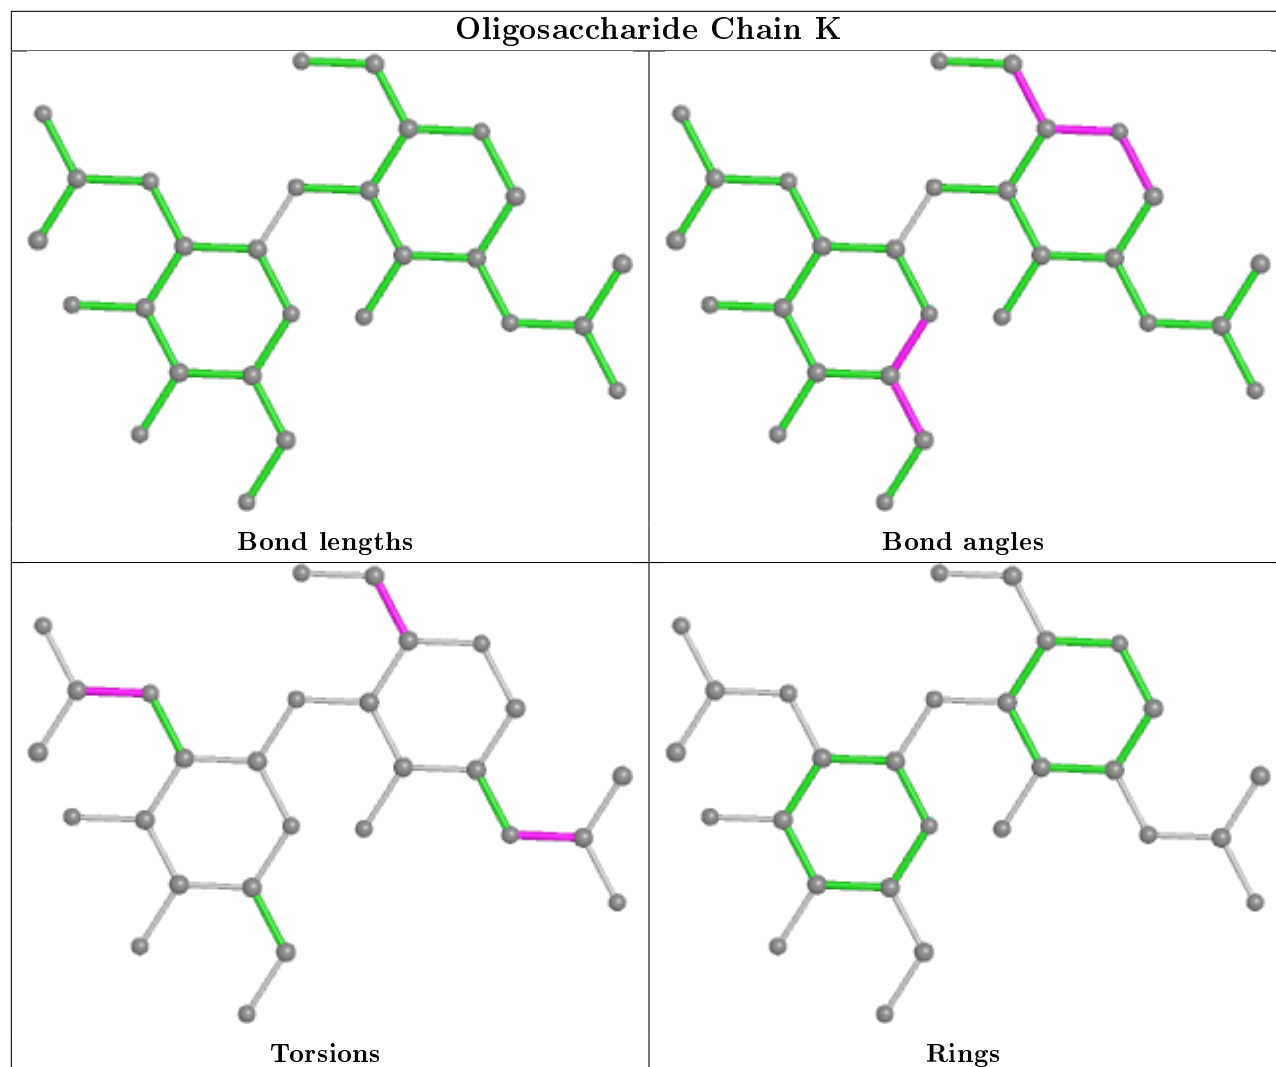 Oligosaccharide Chain K
Bond lengths
Bond angles
Torsions
Rings